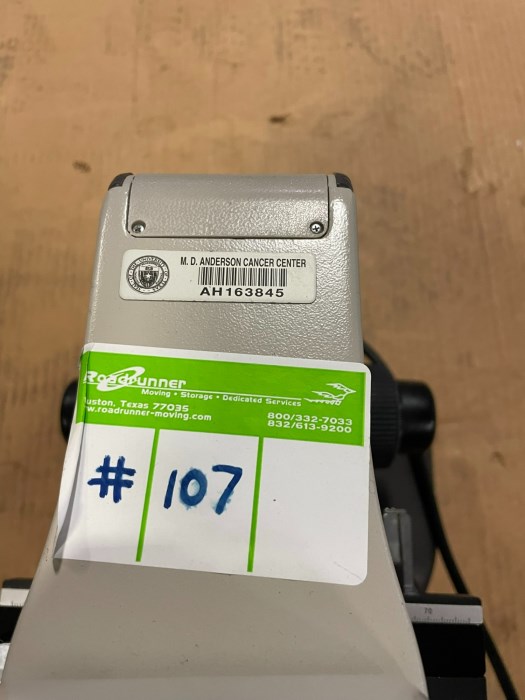 M. D. ANDERSON CANCER CENTER
AH163845
Roadrunner
Moving • Storage • Dedicated Services
uston, Texas 77035
w.roadrunner-moving.com
800/332-7033
832/613-9200
# 107
70